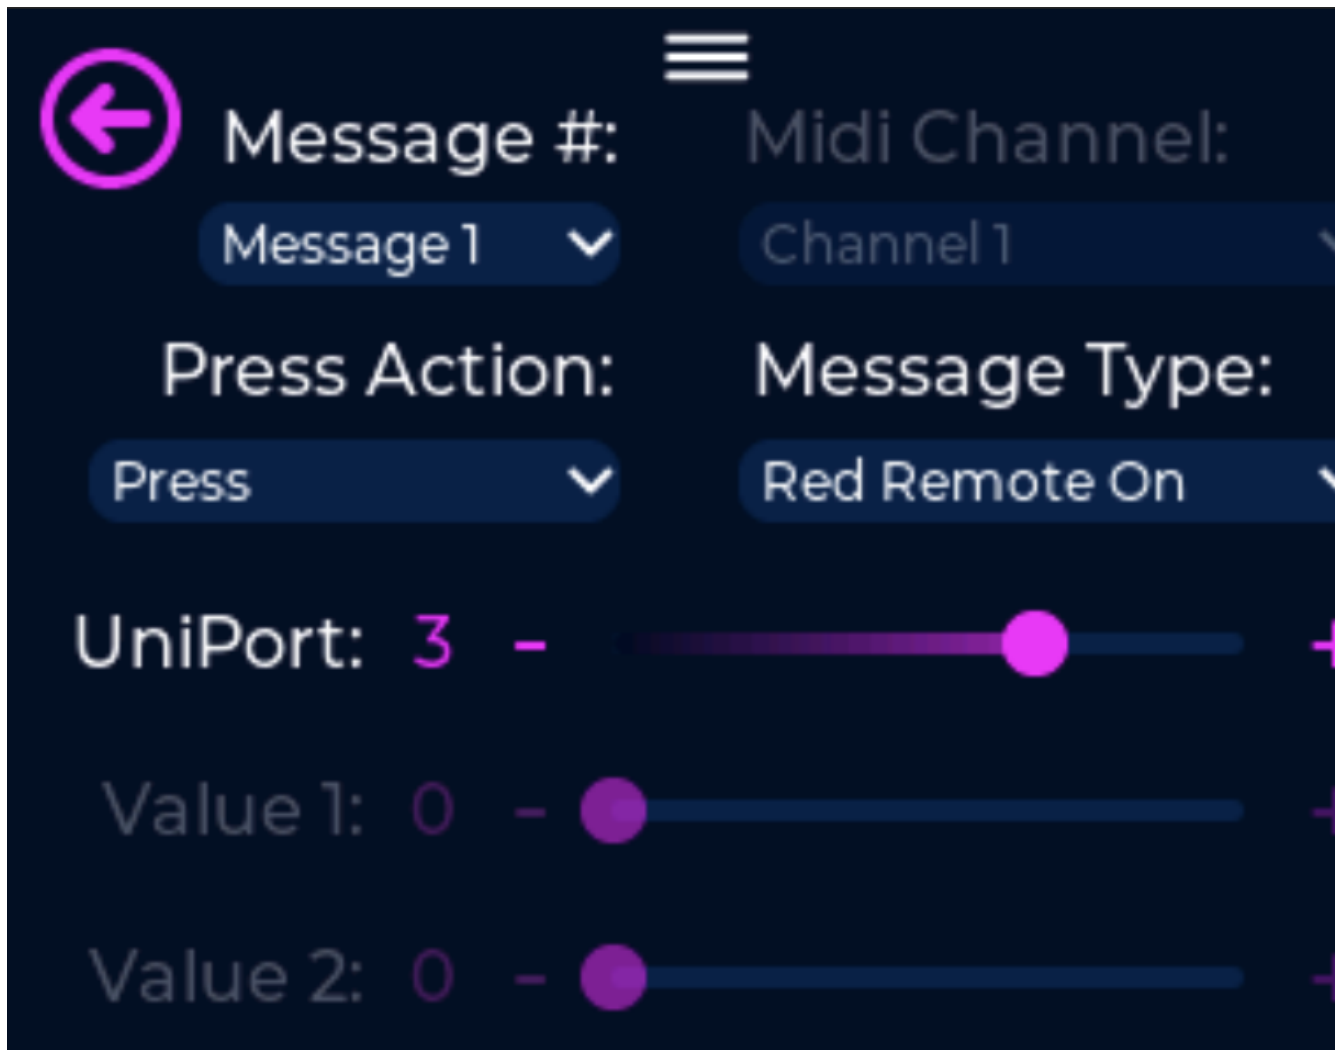 Message #:
Midi Channel:
Message 1
Channel 1
Press Action:
Message Type:
Press
Red Remote On
UniPort: 3 - +
Value 1: 0 - +
Value 2: 0 - +